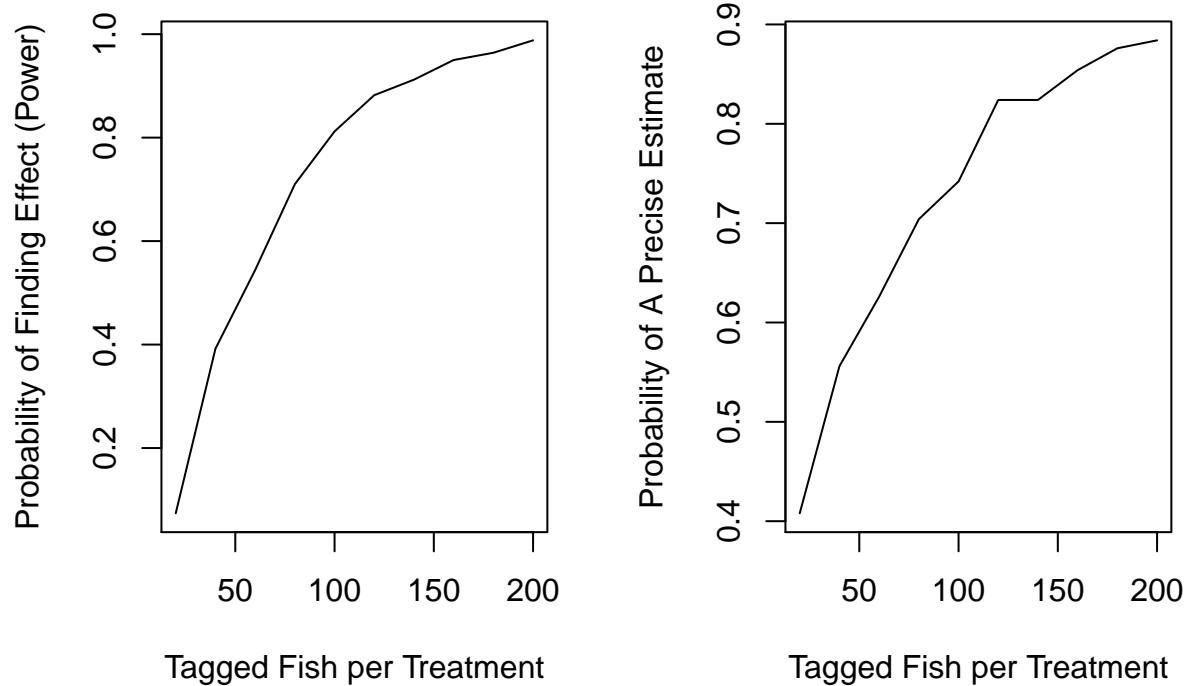 Probability of Finding Effect (Power)
1.0
0.8
0.6
0.4
0.2
50 100 150 200
Tagged Fish per Treatment
Probability of A Precise Estimate
0.9
0.8
0.7
0.6
0.5
0.4
50 100 150 200
Tagged Fish per Treatment